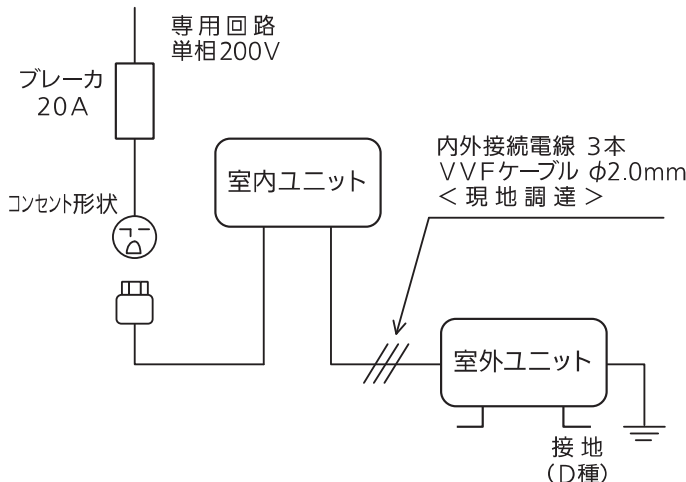 専用回路
単相200V
ブレーカ
20A
コンセント形状
室内ユニット
内外接続電線 3本
VVFケーブル φ2.0mm
<現地調達>
室外ユニット
接地
(D種)